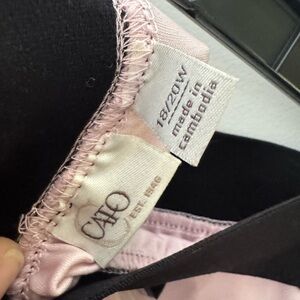 18/20W
made in
cambodia
CATO
EST. 1946